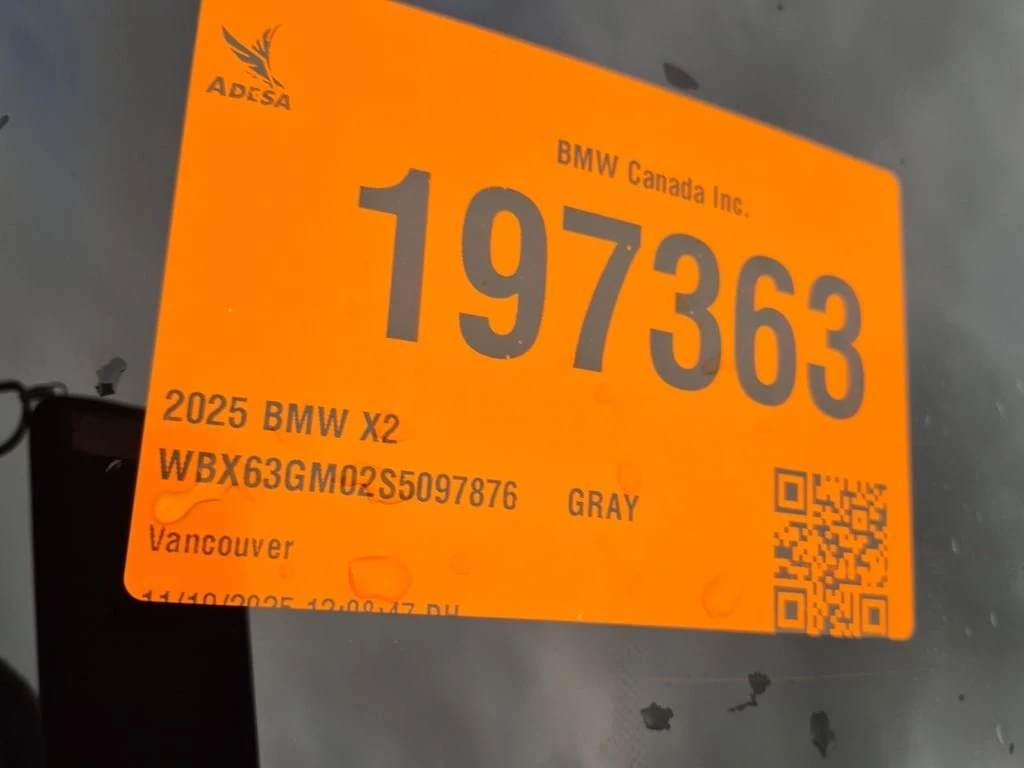 ADESA
BMW Canada Inc.
197363
2025 BMW X2
WBX63GM02S5097876 GRAY
Vancouver